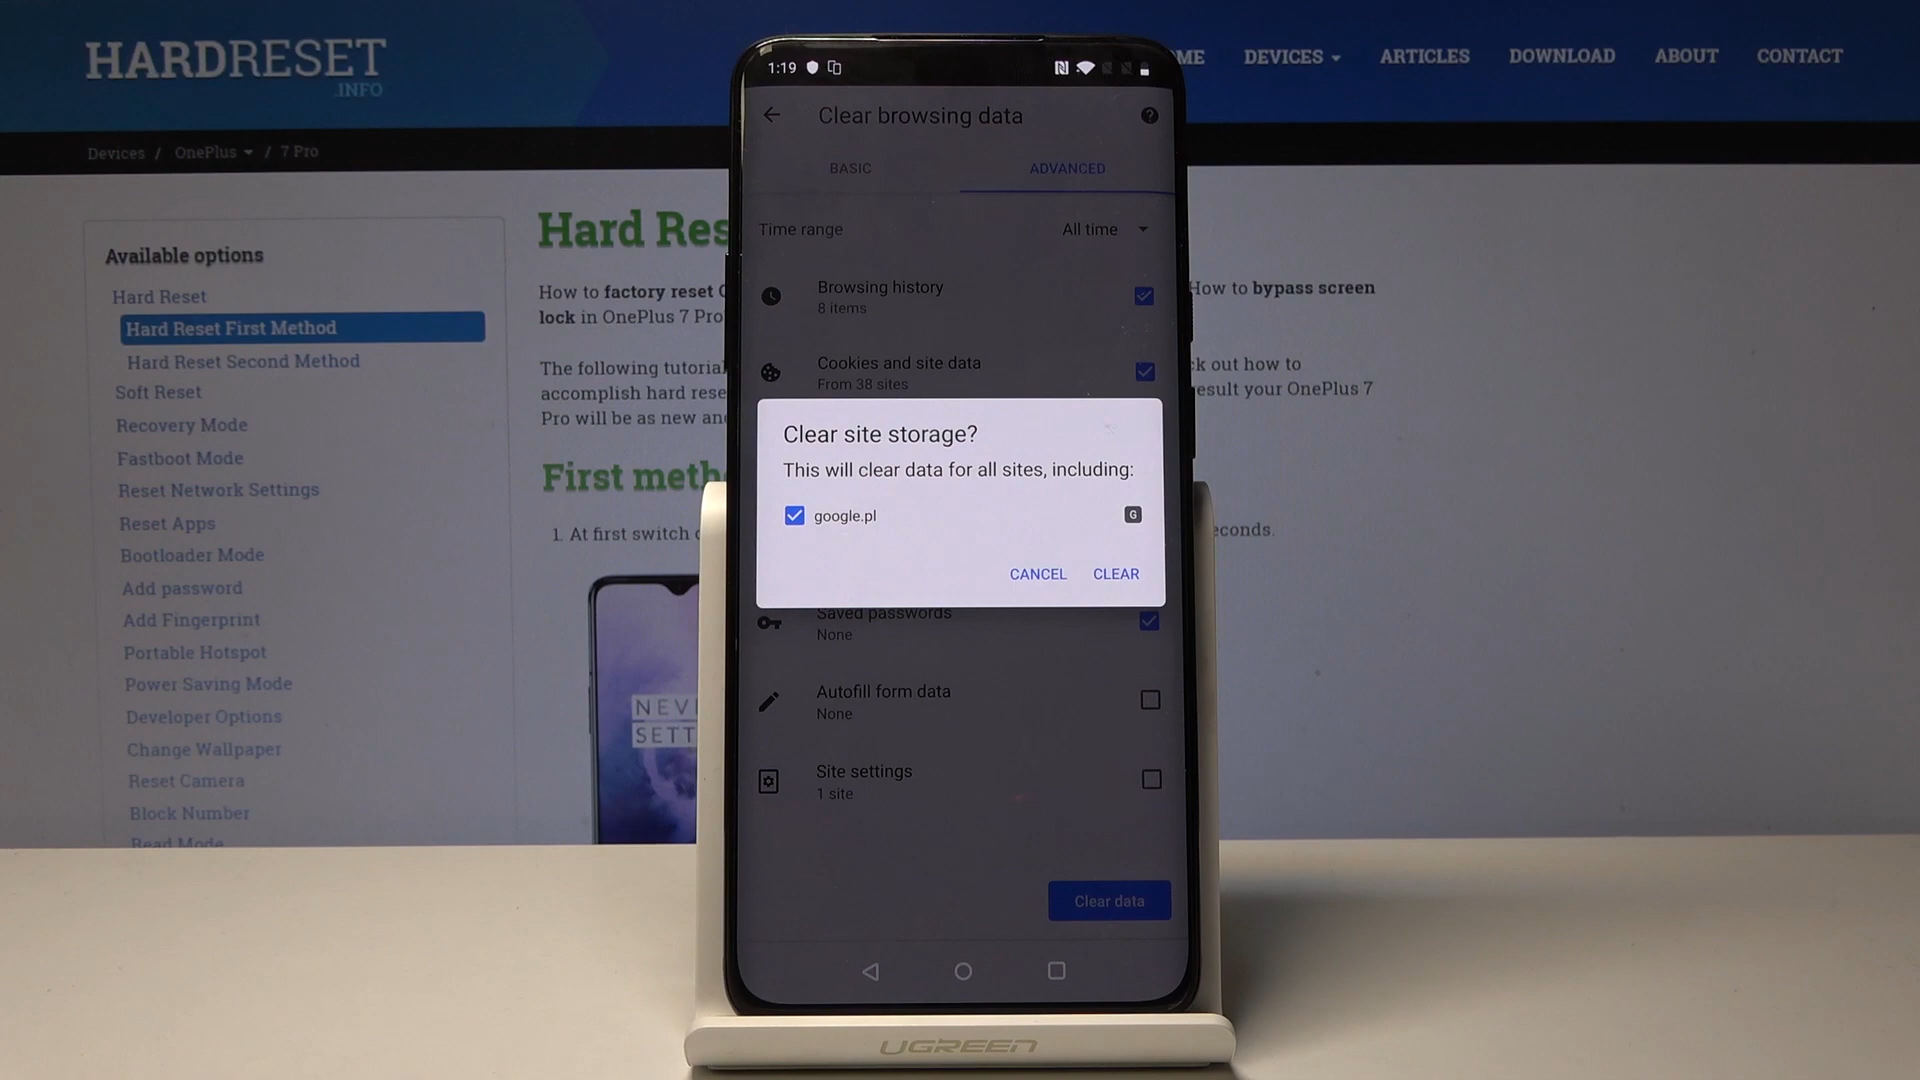 HARDRESET
.INFO
DEVICES
ARTICLES
DOWNLOAD
ABOUT
CONTACT
Devices / OnePlus / 7 Pro
Available options
Hard Reset
Hard Reset First Method
Hard Reset Second Method
Soft Reset
Recovery Mode
Fastboot Mode
Reset Network Settings
Reset Apps
Bootloader Mode
Add password
Add Fingerprint
Portable Hotspot
Power Saving Mode
Developer Options
Change Wallpaper
Reset Camera
Block Number
Read Mode
Hard Res
How to factory reset
How to bypass screen
lock in OnePlus 7 Pro
The following tutorial
ck out how to
accomplish hard rese
esult your OnePlus 7
Pro will be as new an
First meth
1. At first switch
econds.
NEV
SETT
1:19
Clear browsing data
BASIC
ADVANCED
Time range
All time
Browsing history
8 items
Cookies and site data
From 38 sites
Clear site storage?
This will clear data for all sites, including:
google.pl
G
CANCEL
CLEAR
Saved passwords
None
Autofill form data
None
Site settings
1 site
Clear data
UGREEN